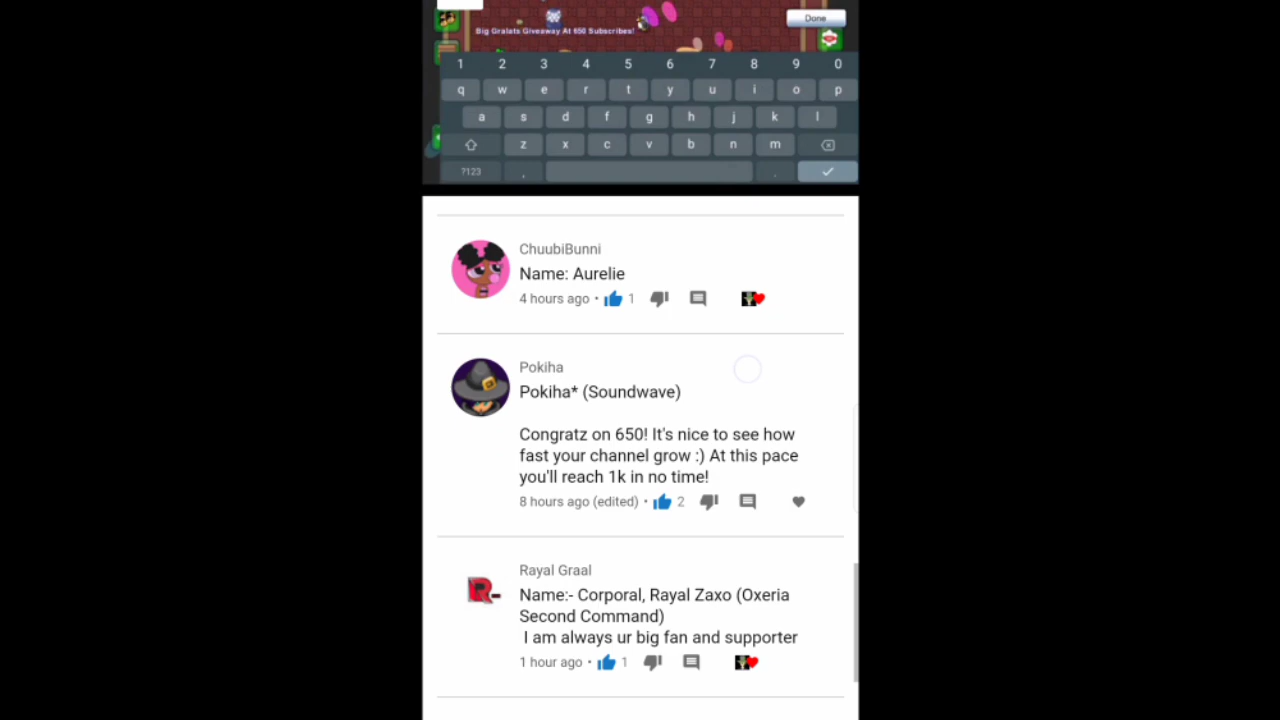 Done
Big Gralats Giveaway At 650 Subscribes!
1 2 3 4 5 6 7 8 9 0
q w e r t y u i o p
a s d f g h j k l
z x c v b n m
?123 , .
ChuubiBunni
Name: Aurelie
4 hours ago • 1
Pokiha
Pokiha* (Soundwave)
Congratz on 650! It's nice to see how
fast your channel grow :) At this pace
you'll reach 1k in no time!
8 hours ago (edited) • 2
R-
Rayal Graal
Name:- Corporal, Rayal Zaxo (Oxeria
Second Command)
I am always ur big fan and supporter
1 hour ago • 1